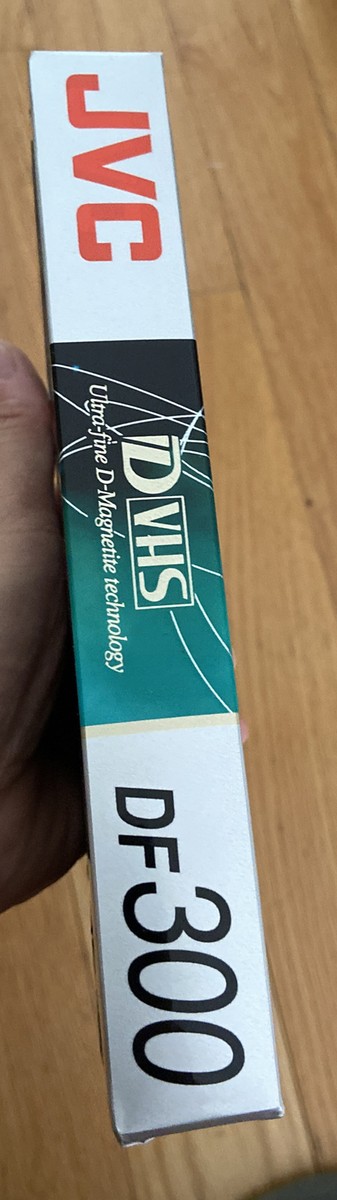 JVC
D VHS
Ultra-fine D-Magnetite technology
DF300